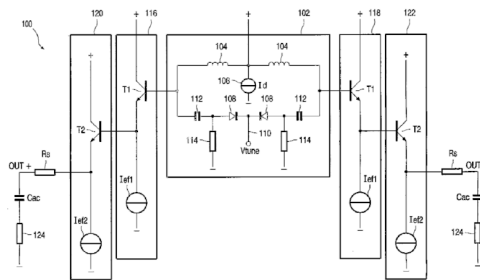 100
120
116
102
118
122
+
+
+
+
+
104
104
106
Id
T1
T1
T2
T2
112
108
108
112
114
110
114
Vtune
OUT +
Rs
Rs
OUT
Cac
Cac
Ief1
Ief1
Ief2
Ief2
124
124